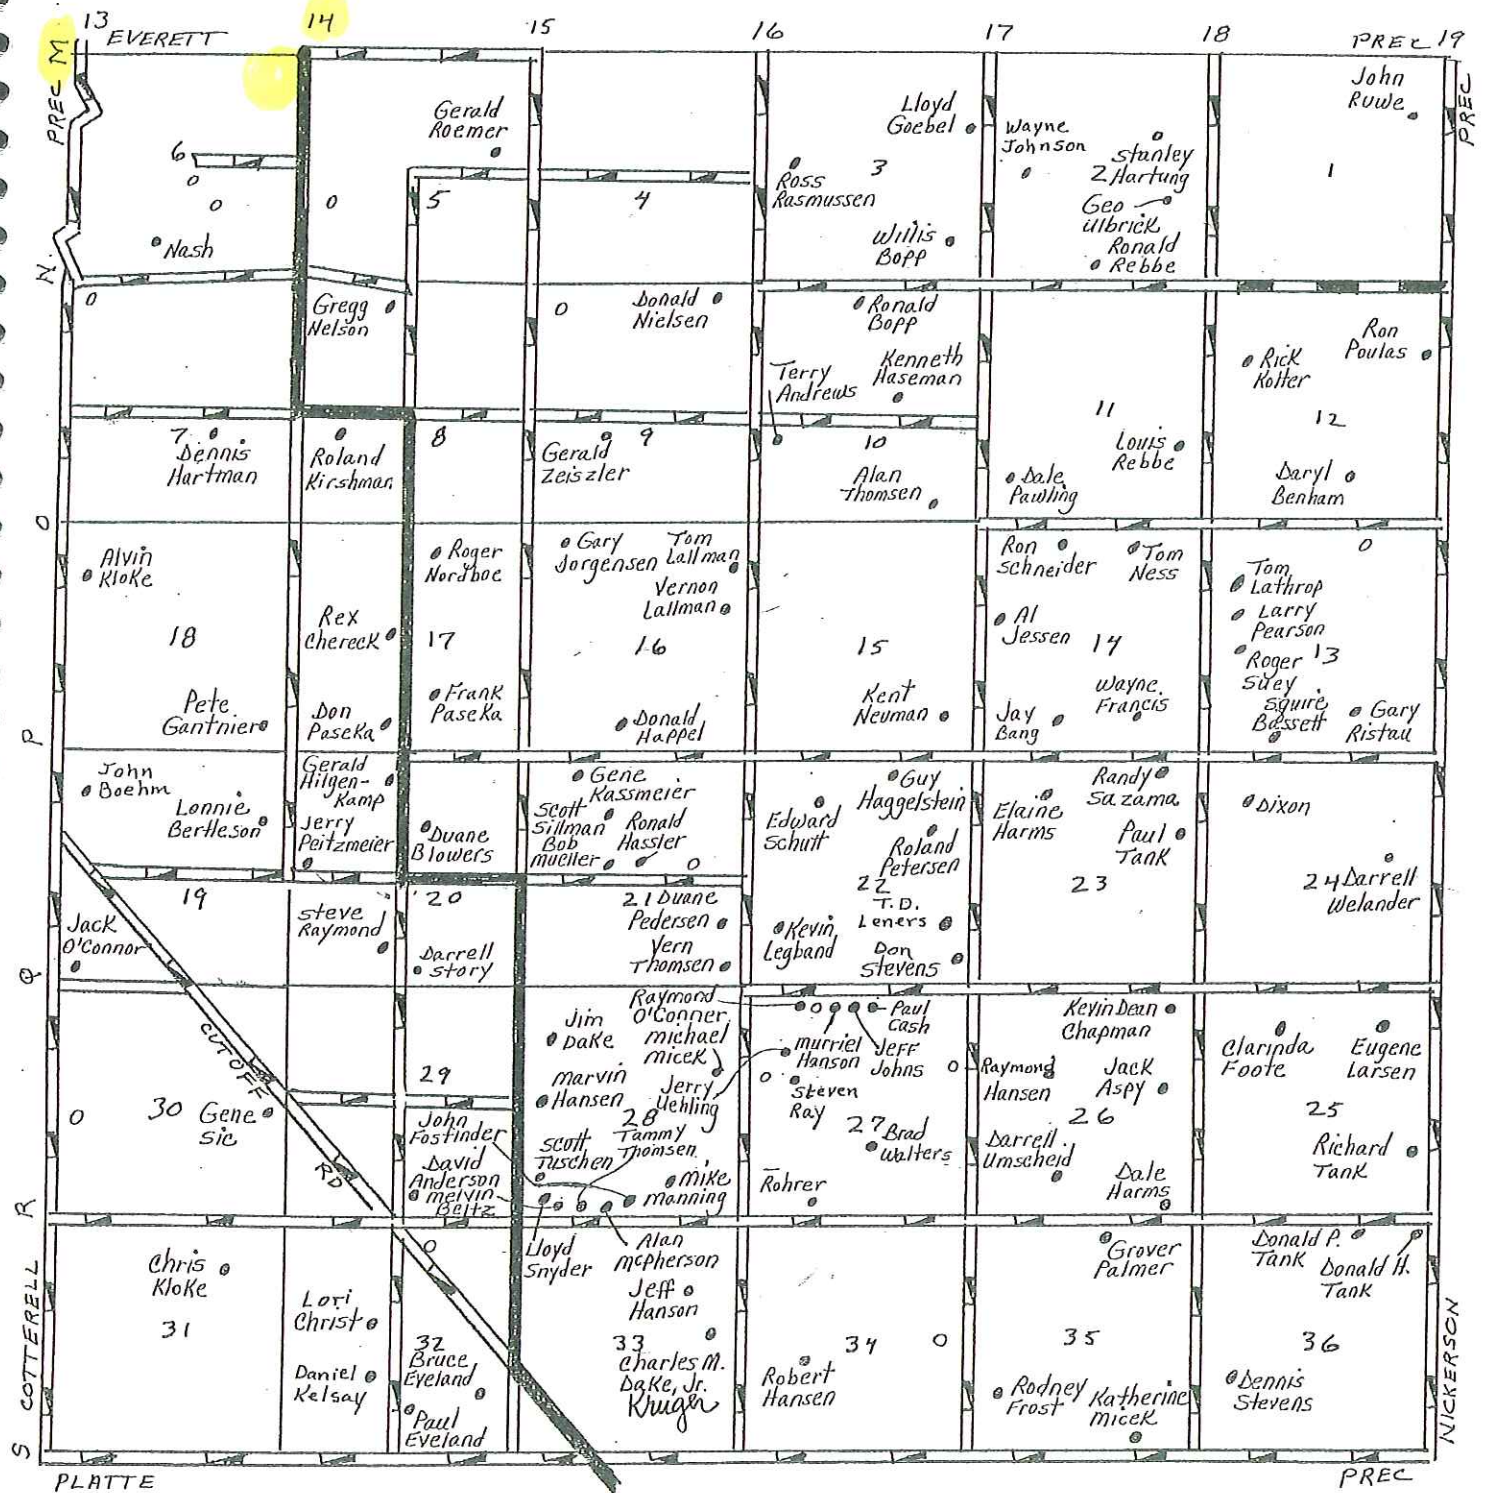 13
14
15
16
17
18
19
EVERETT
PREC
M
PREC
PREC
John
Ruwe
Gerald
Roemer
Lloyd
Goebel
Wayne
Johnson
Stanley
Hartung
6
5
4
3
2
1
Ross
Rasmussen
Geo
Ulbrick
Willis
Bopp
Ronald
Rebbe
Nash
N.
Gregg
Nelson
Donald
Nielsen
Ronald
Bopp
Terry
Andrews
Kenneth
Haseman
Rick
Kolter
Ron
Poulas
7
8
9
10
11
12
Dennis
Hartman
Roland
Kirshman
Gerald
Zeiszler
Alan
Thomsen
Louis
Rebbe
Dale
Pawling
Daryl
Benham
O
Alvin
Kloke
Rex
Chereck
Roger
Nordboe
Gary
Jorgensen
Tom
Lallman
Vernon
Lallman
Ron
Schneider
Tom
Ness
Al
Jessen
Tom
Lathrop
Larry
Pearson
18
17
16
15
14
13
Roger
Suey
Squire
Bassett
Gary
Ristau
Pete
Gantnier
Don
Paseka
Frank
Paseka
Donald
Happel
Kent
Neuman
Jay
Bang
Wayne
Francis
P
John
Boehm
Lonnie
Bertleson
Gerald
Hilgen-
Kamp
Jerry
Peitzmeier
Duane
Blowers
Gene
Kassmeier
Scott
Sillman
Bob
Mueller
Ronald
Hassler
Edward
Schutt
Guy
Haggelstein
Roland
Petersen
Elaine
Harms
Randy
Sazama
Paul
Tank
Dixon
19
20
21
22
23
24
Darrell
Welander
Jack
O'Connor
Steve
Raymond
Darrell
Story
Duane
Pedersen
Vern
Thomsen
Kevin
Legband
T.D.
Leners
Don
Stevens
Q
CUTOFF
RD
Jim
Dake
Raymond
O'Conner
Michael
Micek
Marvin
Hansen
Jerry
Uehling
Murriel
Hanson
Jeff
Johns
Paul
Cash
Steven
Ray
Kevin Dean
Chapman
Raymond
Hansen
Jack
Aspy
Clarinda
Foote
Eugene
Larsen
30
29
28
27
26
25
Gene
Sic
John
Fostinder
David
Anderson
Melvin
Beltz
Scott
Tuschen
Tammy
Thomsen
Mike
Manning
Brad
Walters
Rohrer
Darrell
Umscheid
Dale
Harms
Richard
Tank
R
Chris
Kloke
Lori
Christ
Lloyd
Snyder
Alan
McPherson
Jeff
Hanson
Grover
Palmer
Donald P.
Tank
Donald H.
Tank
31
32
33
34
35
36
Daniel
Kelsay
Bruce
Eveland
Paul
Eveland
Charles M.
Dake, Jr.
Kruger
Robert
Hansen
Rodney
Frost
Katherine
Micek
Dennis
Stevens
S
COTTERELL
NICKERSON
PLATTE
PREC